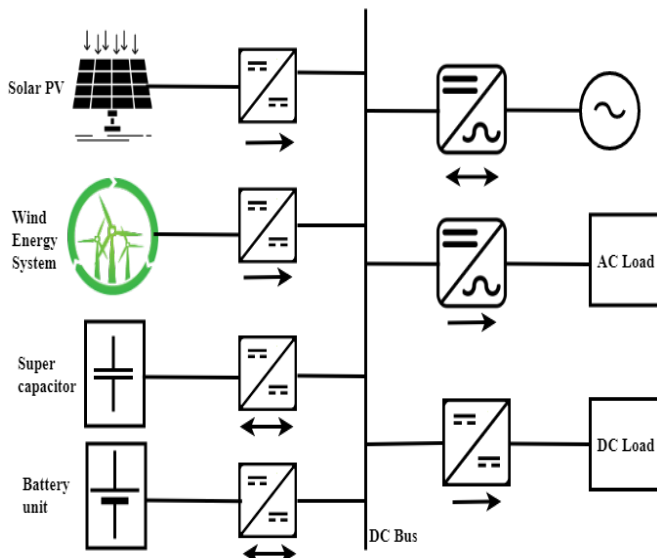 Solar PV
Wind
Energy
System
Super
capacitor
Battery
unit
AC Load
DC Load
DC Bus